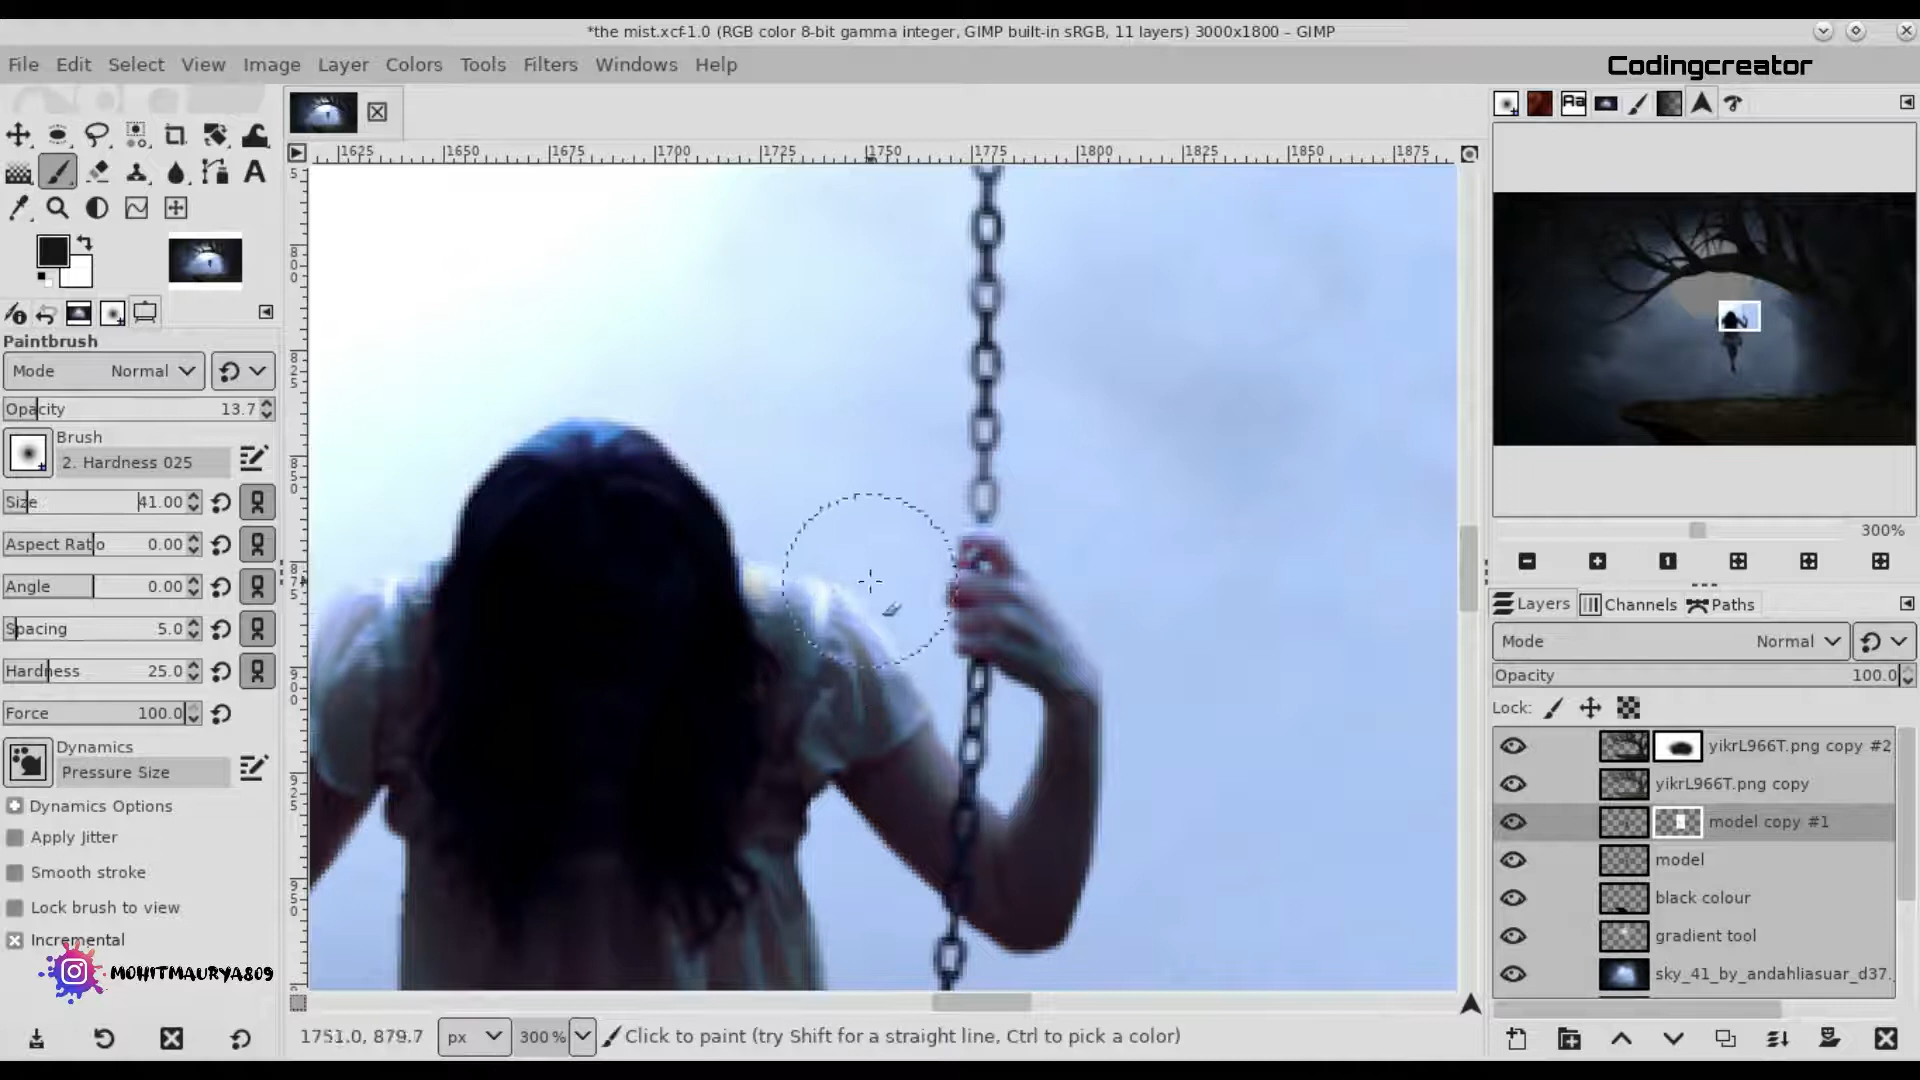 *the mist.xcf-1.0 (RGB color 8-bit gamma integer, GIMP built-in sRGB, 11 layers) 3000x1800 – GIMP
File Edit Select View Image Layer Colors Tools Filters Windows Help
Codingcreator
1625 1650 1675 1700 1725 1750 1775 1800 1825 1850 1875
Paintbrush
Mode Normal
Opacity 13.7
Brush
2. Hardness 025
Size 41.00
Aspect Ratio 0.00
Angle 0.00
Spacing 5.0
Hardness 25.0
Force 100.0
Dynamics
Pressure Size
Dynamics Options
Apply Jitter
Smooth stroke
Lock brush to view
Incremental
MOHITMAURYA809
1751.0, 879.7 px 300 % Click to paint (try Shift for a straight line, Ctrl to pick a color)
Aa
300%
Layers Channels Paths
Mode Normal
Opacity 100.0
Lock:
yikrL966T.png copy #2
yikrL966T.png copy
model copy #1
model
black colour
gradient tool
sky_41_by_andahliasuar_d37.